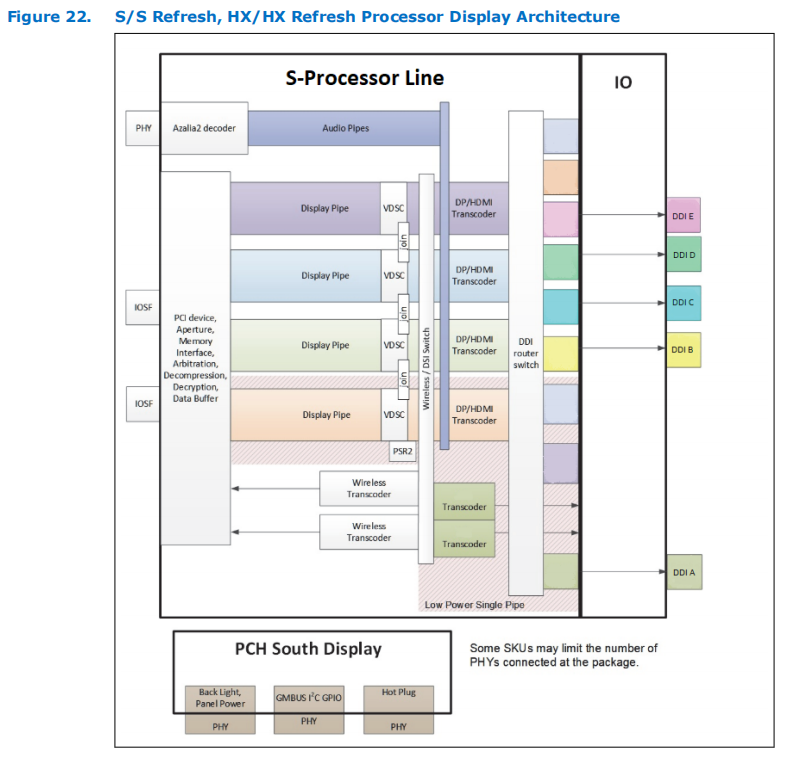 Figure 22. S/S Refresh, HX/HX Refresh Processor Display Architecture
S-Processor Line
IO
PHY
Azalia2 decoder
Audio Pipes
Display Pipe
VDSC
DP/HDMI
Transcoder
DDI E
join
DDI D
Display Pipe
VDSC
DP/HDMI
Transcoder
IOSF
join
DDI C
PCI device,
Aperture,
Memory
Interface,
Arbitration,
Decompression,
Decryption,
Data Buffer
Display Pipe
VDSC
Wireless / DSI Switch
DP/HDMI
Transcoder
DDI
router
switch
DDI B
join
IOSF
Display Pipe
VDSC
DP/HDMI
Transcoder
PSR2
Wireless
Transcoder
Transcoder
Wireless
Transcoder
Transcoder
DDI A
Low Power Single Pipe
PCH South Display
Some SKUs may limit the number of
PHYs connected at the package.
Back Light,
Panel Power
GMBUS I²C GPIO
Hot Plug
PHY
PHY
PHY